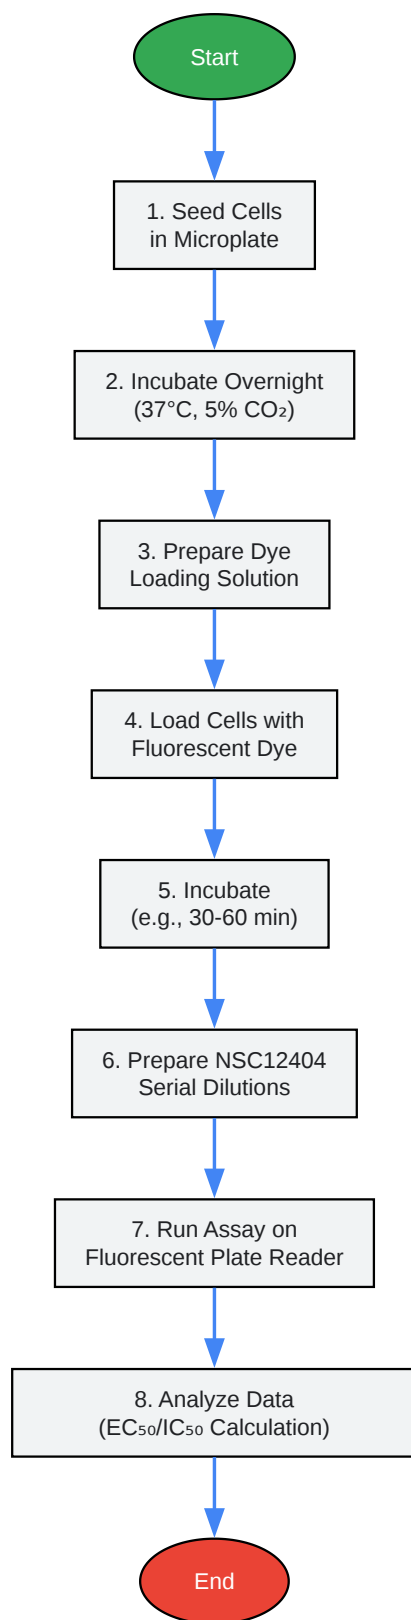 Start
1. Seed Cells
in Microplate
2. Incubate Overnight
(37°C, 5% CO₂)
3. Prepare Dye
Loading Solution
4. Load Cells with
Fluorescent Dye
5. Incubate
(e.g., 30-60 min)
6. Prepare NSC12404
Serial Dilutions
7. Run Assay on
Fluorescent Plate Reader
8. Analyze Data
(EC₅₀/IC₅₀ Calculation)
End